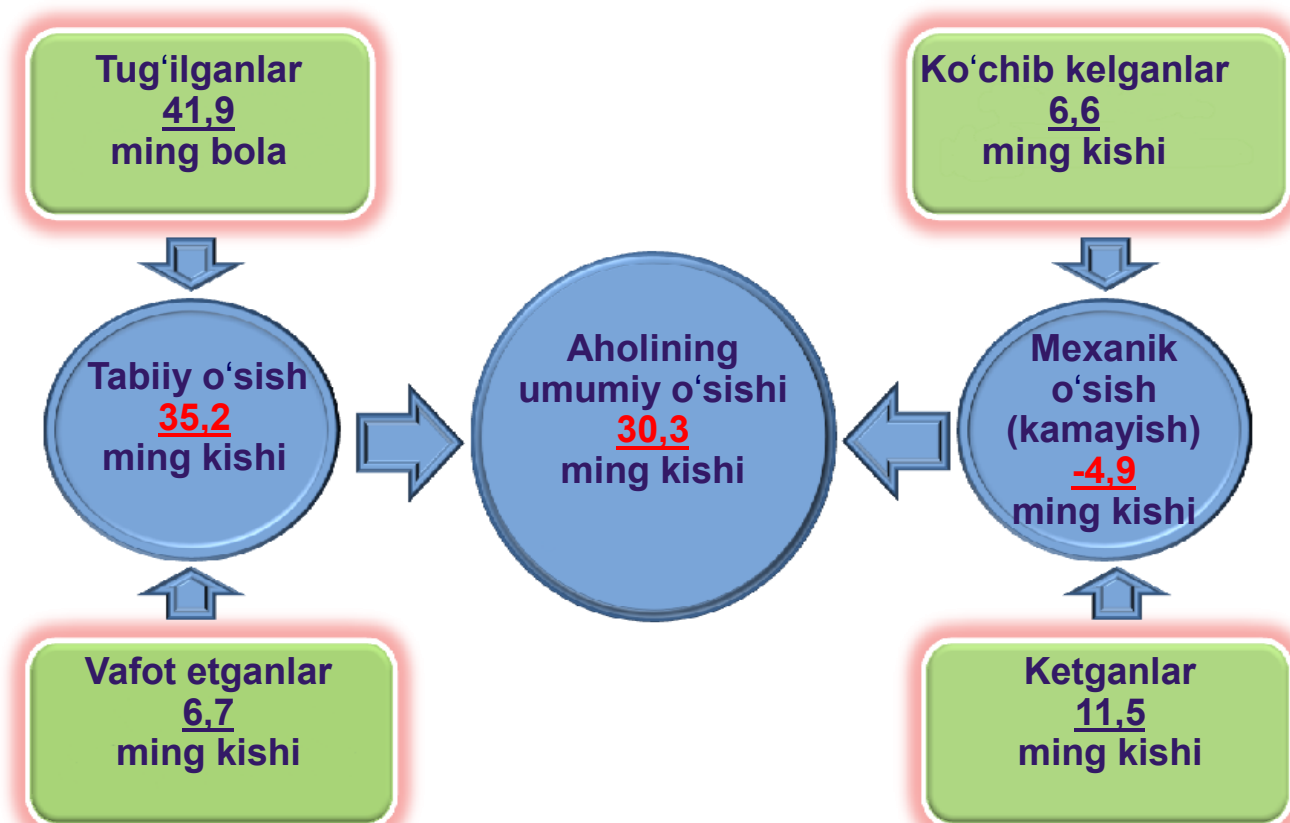 Tug‘ilganlar
41,9
ming bola
Ko‘chib kelganlar
6,6
ming kishi
Tabiiy o‘sish
35,2
ming kishi
Aholining
umumiy o‘sishi
30,3
ming kishi
Mexanik
o‘sish
(kamayish)
-4,9
ming kishi
Vafot etganlar
6,7
ming kishi
Ketganlar
11,5
ming kishi